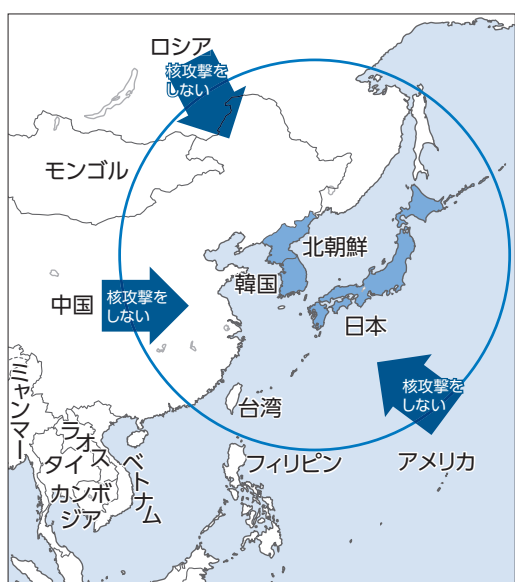 ロシア
核攻撃を
しない
モンゴル
北朝鮮
韓国
中国
核攻撃を
しない
日本
ミャンマー
ラオス
タイ
カンボ
ジア
ベトナム
台湾
フィリピン
アメリカ
核攻撃を
しない